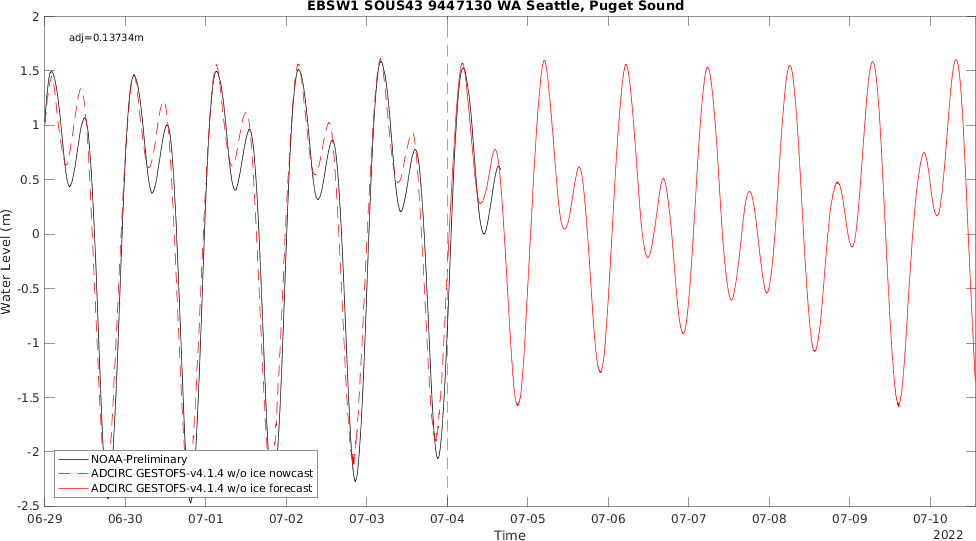 EBSW1 SOUS43 9447130 WA Seattle, Puget Sound
adj=0.13734m
Water Level (m)
2
1.5
1
0.5
0
-0.5
-1
-1.5
-2
-2.5
NOAA-Preliminary
ADCIRC GESTOFS-v4.1.4 w/o ice nowcast
ADCIRC GESTOFS-v4.1.4 w/o ice forecast
06-29 06-30 07-01 07-02 07-03 07-04 07-05 07-06 07-07 07-08 07-09 07-10
Time
2022